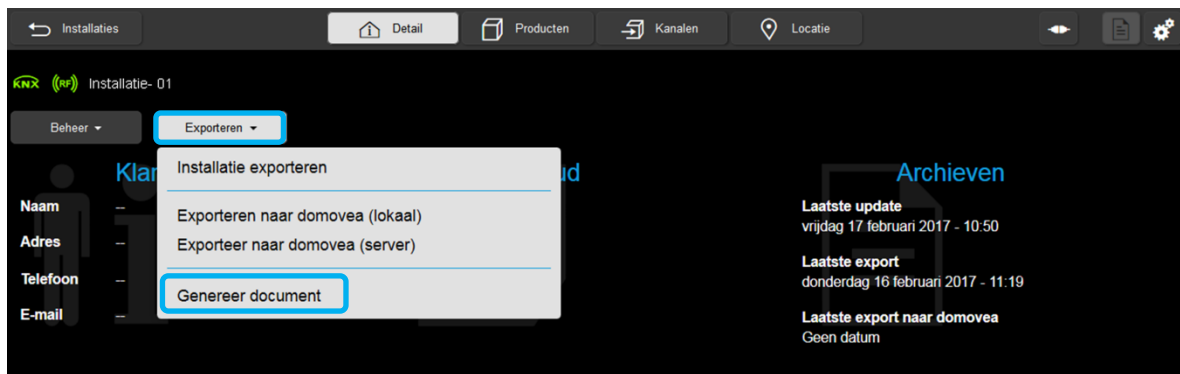 Installaties
Detail
Producten
Kanalen
Locatie
KNX ((RF)) Installatie- 01
Beheer
Exporteren
Installatie exporteren
Exporteren naar domovea (lokaal)
Exporteer naar domovea (server)
Genereer document
Naam --
Adres --
Telefoon --
E-mail --
Archieven
Laatste update
vrijdag 17 februari 2017 - 10:50
Laatste export
donderdag 16 februari 2017 - 11:19
Laatste export naar domovea
Geen datum